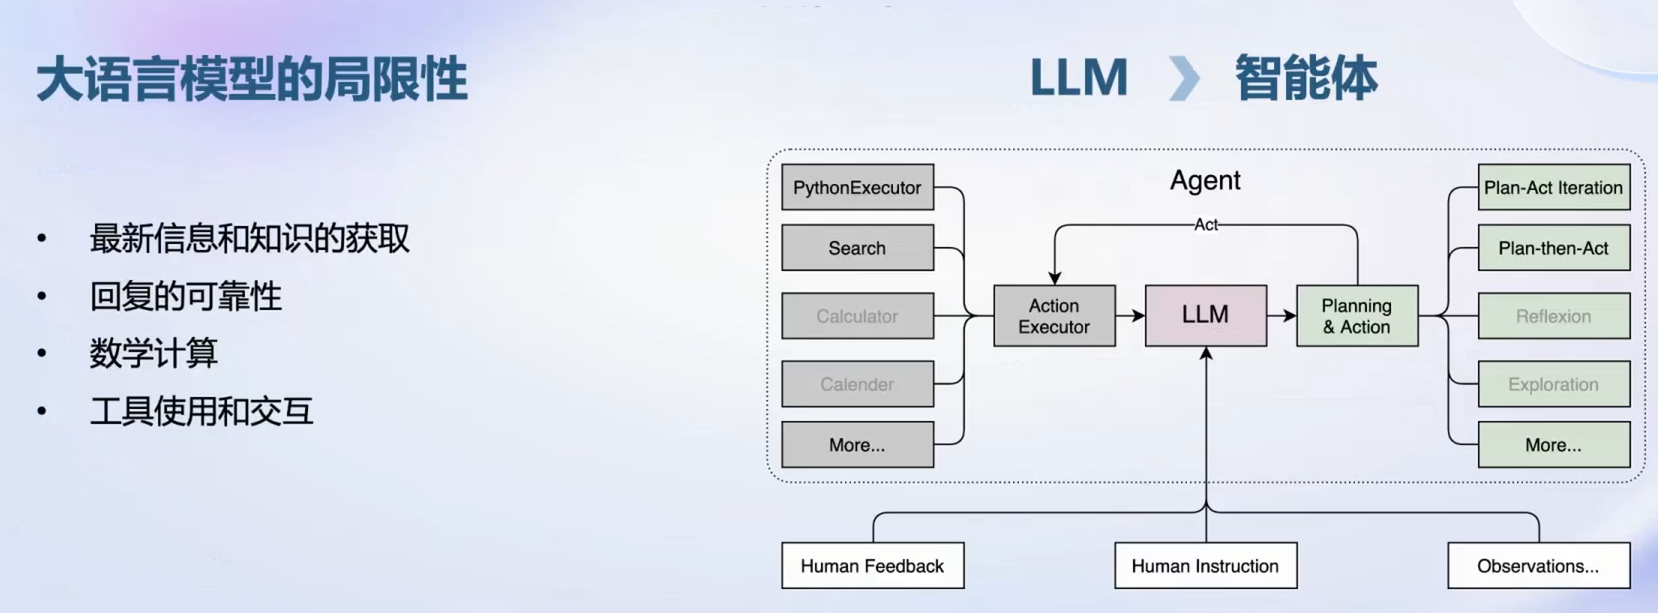 大语言模型的局限性
• 最新信息和知识的获取
• 回复的可靠性
• 数学计算
• 工具使用和交互
LLM
智能体
Agent
PythonExecutor
Search
Calculator
Calender
More...
Act
Action
Executor
LLM
Planning
& Action
Plan-Act Iteration
Plan-then-Act
Reflexion
Exploration
More...
Human Feedback
Human Instruction
Observations...